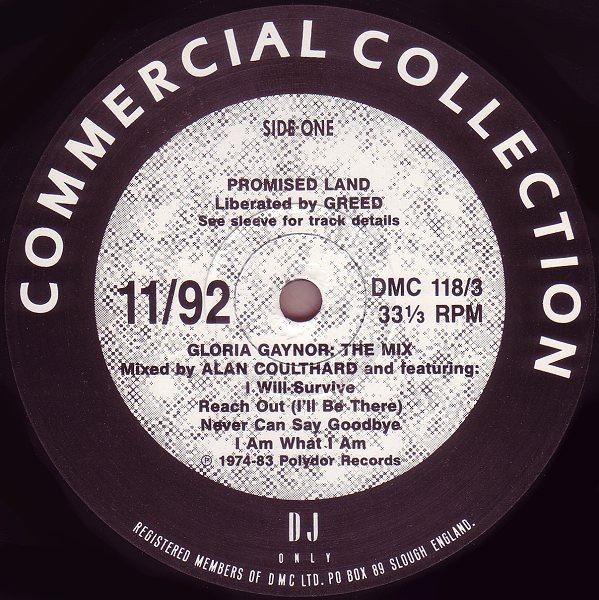 COMMERCIAL COLLECTION
SIDE ONE
PROMISED LAND
Liberated by GREED
See sleeve for track details
11/92
DMC 118/3
33⅓ RPM
GLORIA GAYNOR: THE MIX
Mixed by ALAN COULTHARD and featuring:
I Will Survive
Reach Out (I'll Be There)
Never Can Say Goodbye
I Am What I Am
℗ 1974-83 Polydor Records
DJ
ONLY
REGISTERED MEMBERS OF DMC LTD. PO BOX 89 SLOUGH ENGLAND.